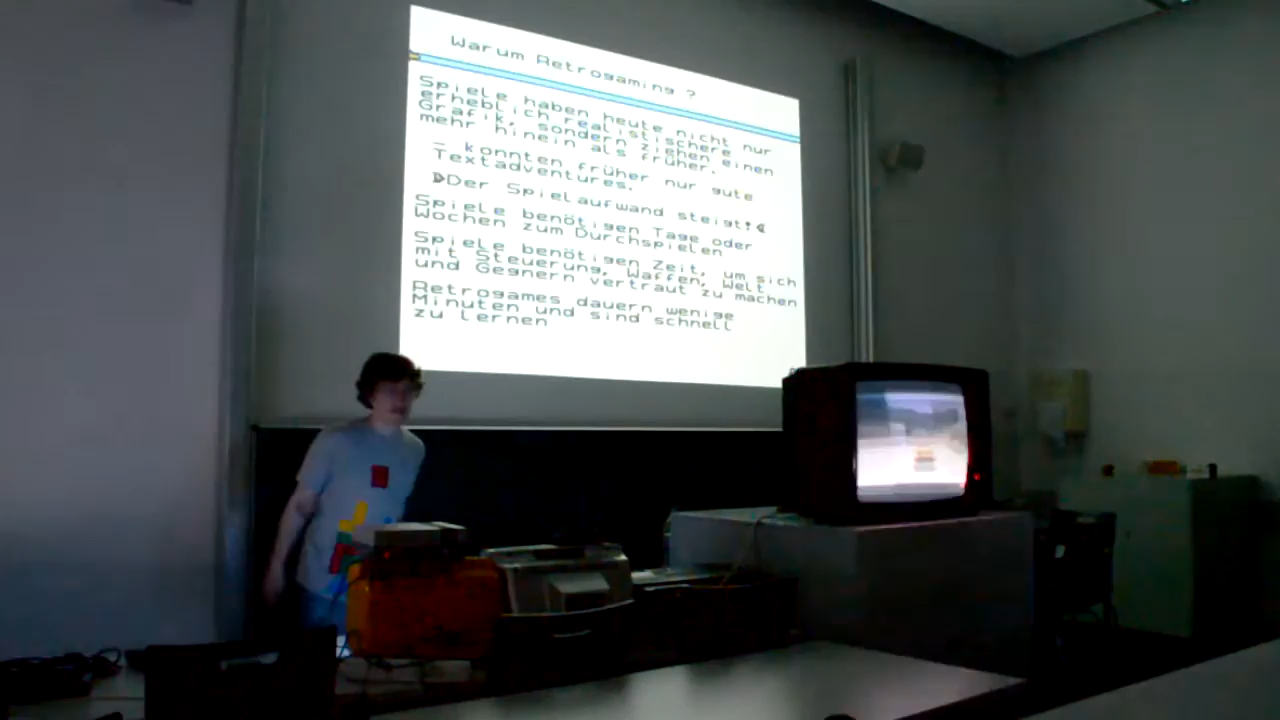 Warum Retrogaming ?
Spiele haben heute nicht nur
erheblich realistischere
Grafik, sondern ziehen einen
mehr hinein als früher.
– konnten früher nur gute
Textadventures.
Der Spielaufwand steigt!
Spiele benötigen Tage oder
Wochen zum Durchspielen
Spiele benötigen Zeit, um sich
mit Steuerung, Waffen, Welt
und Gegnern vertraut zu machen
Retrogames dauern wenige
Minuten und sind schnell
zu lernen